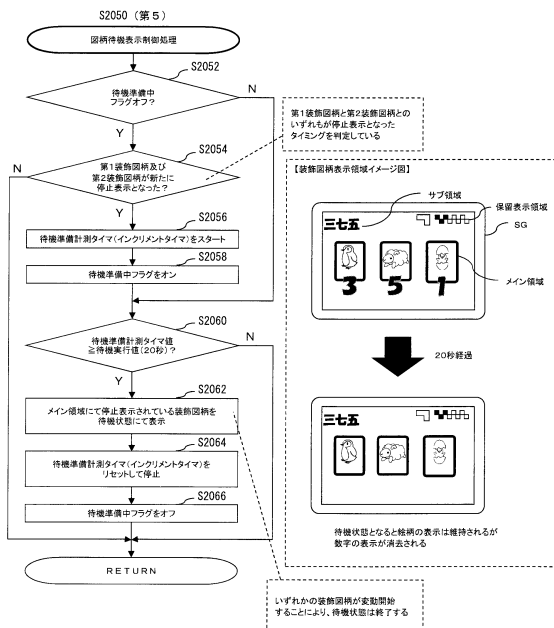 S2050（第５）
図柄待機表示制御処理
S2052
待機準備中
フラグオフ？
N
Y
第１装飾図柄と第２装飾図柄との
いずれもが停止表示となった
タイミングを判定している
S2054
N
第１装飾図柄及び
第２装飾図柄が新たに
停止表示となった？
Y
S2056
待機準備計測タイマ（インクリメントタイマ）をスタート
S2058
待機準備中フラグをオン
S2060
待機準備計測タイマ値
≧待機実行値（20秒）？
N
Y
S2062
メイン領域にて停止表示されている装飾図柄を
待機状態にて表示
S2064
待機準備計測タイマ（インクリメントタイマ）を
リセットして停止
S2066
待機準備中フラグをオフ
ＲＥＴＵＲＮ
いずれかの装飾図柄が変動開始
することにより、待機状態は終了する
【装飾図柄表示領域イメージ図】
サブ領域
保留表示領域
SG
三七五
3 5 1
メイン領域
20秒経過
三七五
待機状態となると絵柄の表示は維持されるが
数字の表示が消去される